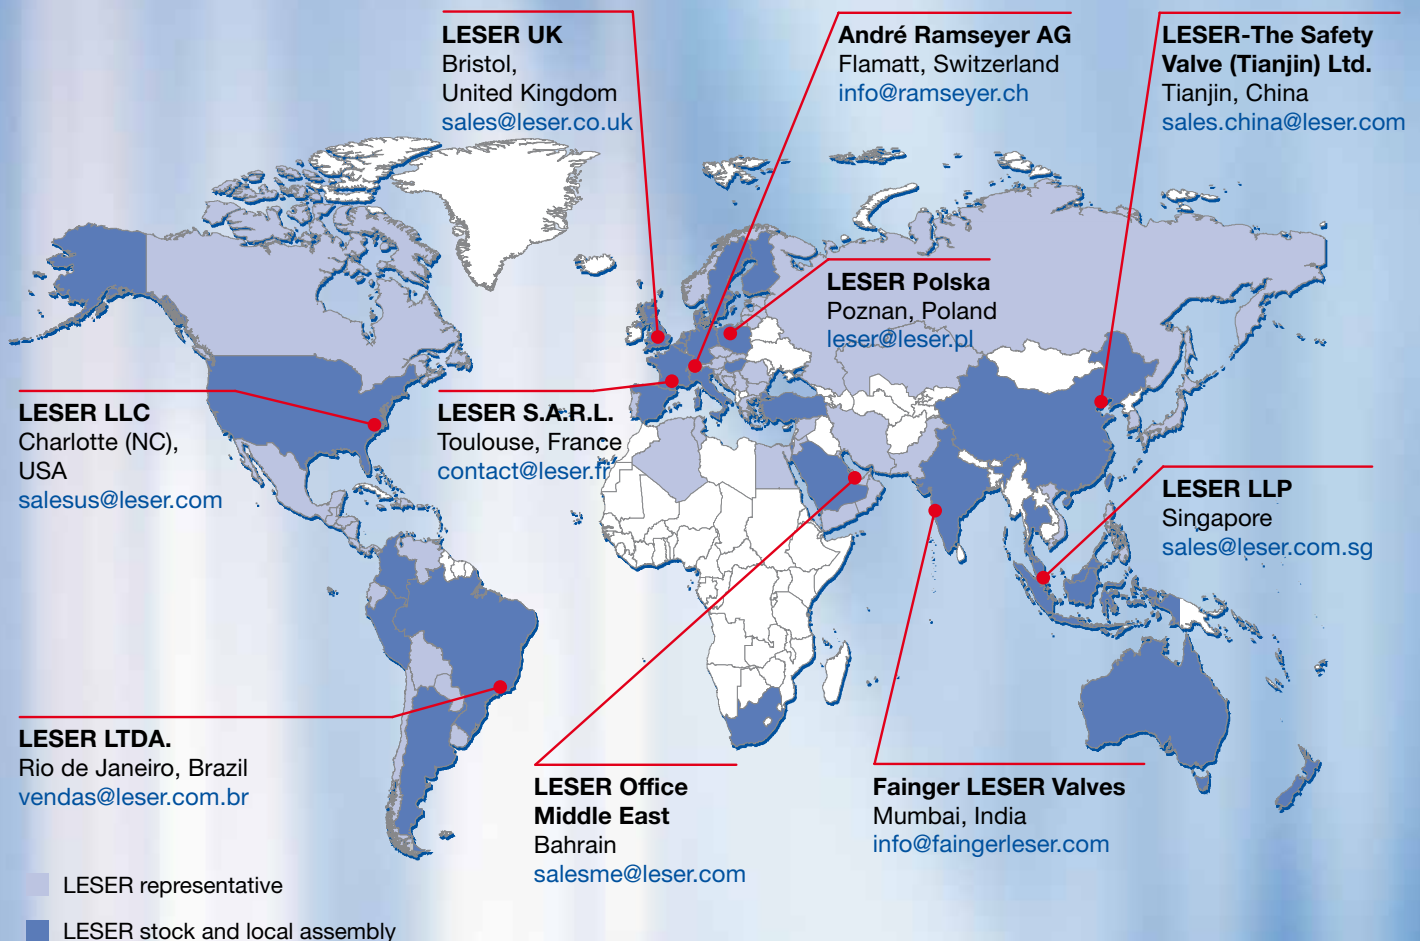 LESER UK
Bristol,
United Kingdom
sales@leser.co.uk
André Ramseyer AG
Flamatt, Switzerland
info@ramseyer.ch
LESER-The Safety
Valve (Tianjin) Ltd.
Tianjin, China
sales.china@leser.com
LESER Polska
Poznan, Poland
leser@leser.pl
LESER LLC
Charlotte (NC),
USA
salesus@leser.com
LESER S.A.R.L.
Toulouse, France
contact@leser.fr
LESER LLP
Singapore
sales@leser.com.sg
LESER LTDA.
Rio de Janeiro, Brazil
vendas@leser.com.br
LESER Office
Middle East
Bahrain
salesme@leser.com
Fainger LESER Valves
Mumbai, India
info@faingerleser.com
LESER representative
LESER stock and local assembly